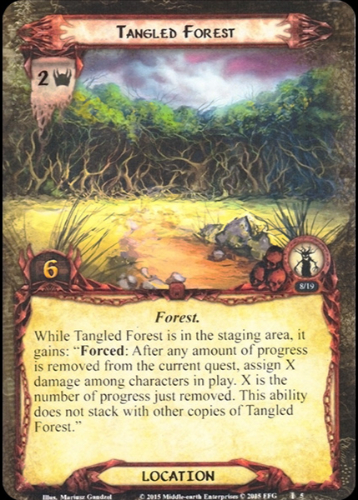 TANGLED FOREST
2
6
8/19
Forest.
While Tangled Forest is in the staging area, it
gains: “Forced: After any amount of progress
is removed from the current quest, assign X
damage among characters in play. X is the
number of progress just removed. This ability
does not stack with other copies of Tangled
Forest.”
LOCATION
Illus. Mariusz Gandzel © 2015 Middle-earth Enterprises © 2005 FFG 5